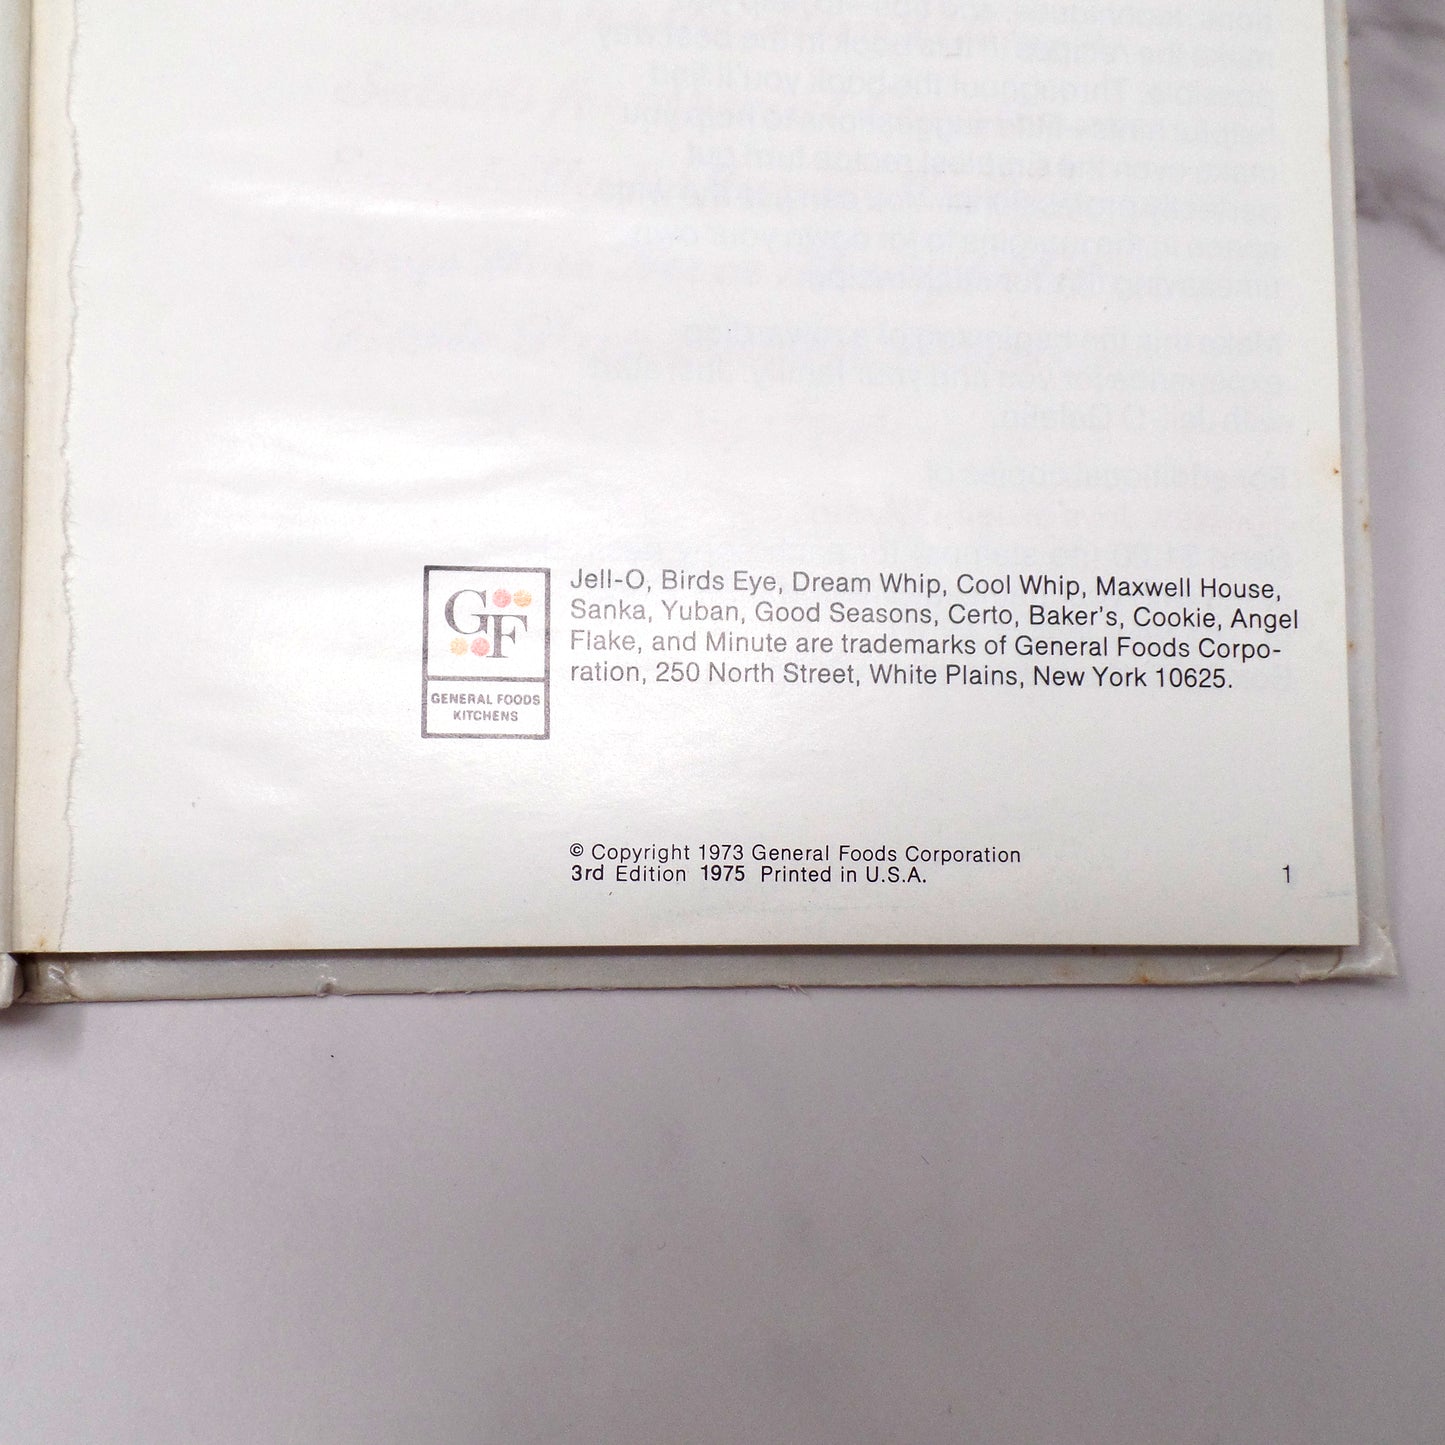 GF
GENERAL FOODS
KITCHENS
Jell-O, Birds Eye, Dream Whip, Cool Whip, Maxwell House,
Sanka, Yuban, Good Seasons, Certo, Baker's, Cookie, Angel
Flake, and Minute are trademarks of General Foods Corpo-
ration, 250 North Street, White Plains, New York 10625.
© Copyright 1973 General Foods Corporation
3rd Edition 1975 Printed in U.S.A.
1